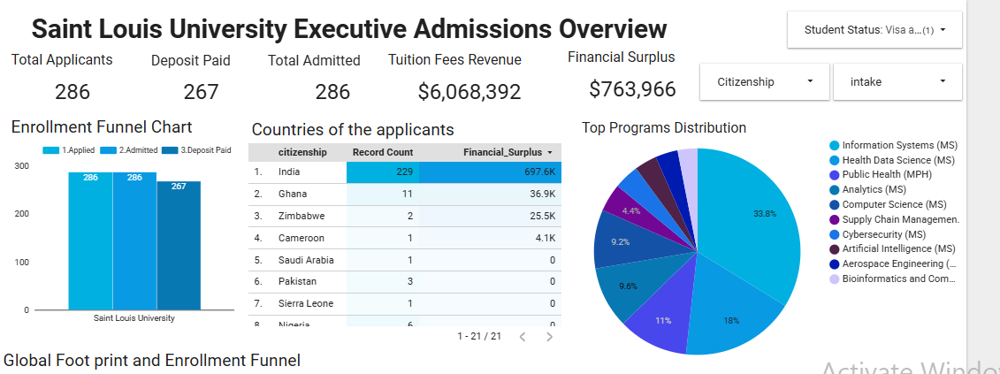 Saint Louis University Executive Admissions Overview
Student Status: Visa a... (1)
Total Applicants
Deposit Paid
Total Admitted
Tuition Fees Revenue
Financial Surplus
286
267
286
$6,068,392
$763,966
Citizenship
intake
Enrollment Funnel Chart
1.Applied 2.Admitted 3.Deposit Paid
300
200
100
0
286
286
267
Saint Louis University
Countries of the applicants
citizenship Record Count Financial_Surplus
1. India 229 697.6K
2. Ghana 11 36.9K
3. Zimbabwe 2 25.5K
4. Cameroon 1 4.1K
5. Saudi Arabia 1 0
6. Pakistan 3 0
7. Sierra Leone 1 0
8. Nigeria 6 0
1 - 21 / 21
Top Programs Distribution
33.8%
18%
11%
9.6%
9.2%
4.4%
Information Systems (MS)
Health Data Science (MS)
Public Health (MPH)
Analytics (MS)
Computer Science (MS)
Supply Chain Managemen.
Cybersecurity (MS)
Artificial Intelligence (MS)
Aerospace Engineering (...
Bioinformatics and Com...
Global Foot print and Enrollment Funnel
Activate Windo